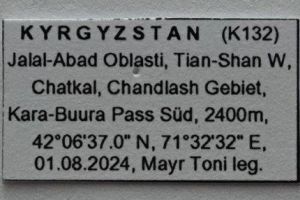 KYRGYZSTAN (K132)
Jalal-Abad Oblasti, Tian-Shan W,
Chatkal, Chandlash Gebiet,
Kara-Buura Pass Süd, 2400m,
42°06'37.0" N, 71°32'32" E,
01.08.2024, Mayr Toni leg.